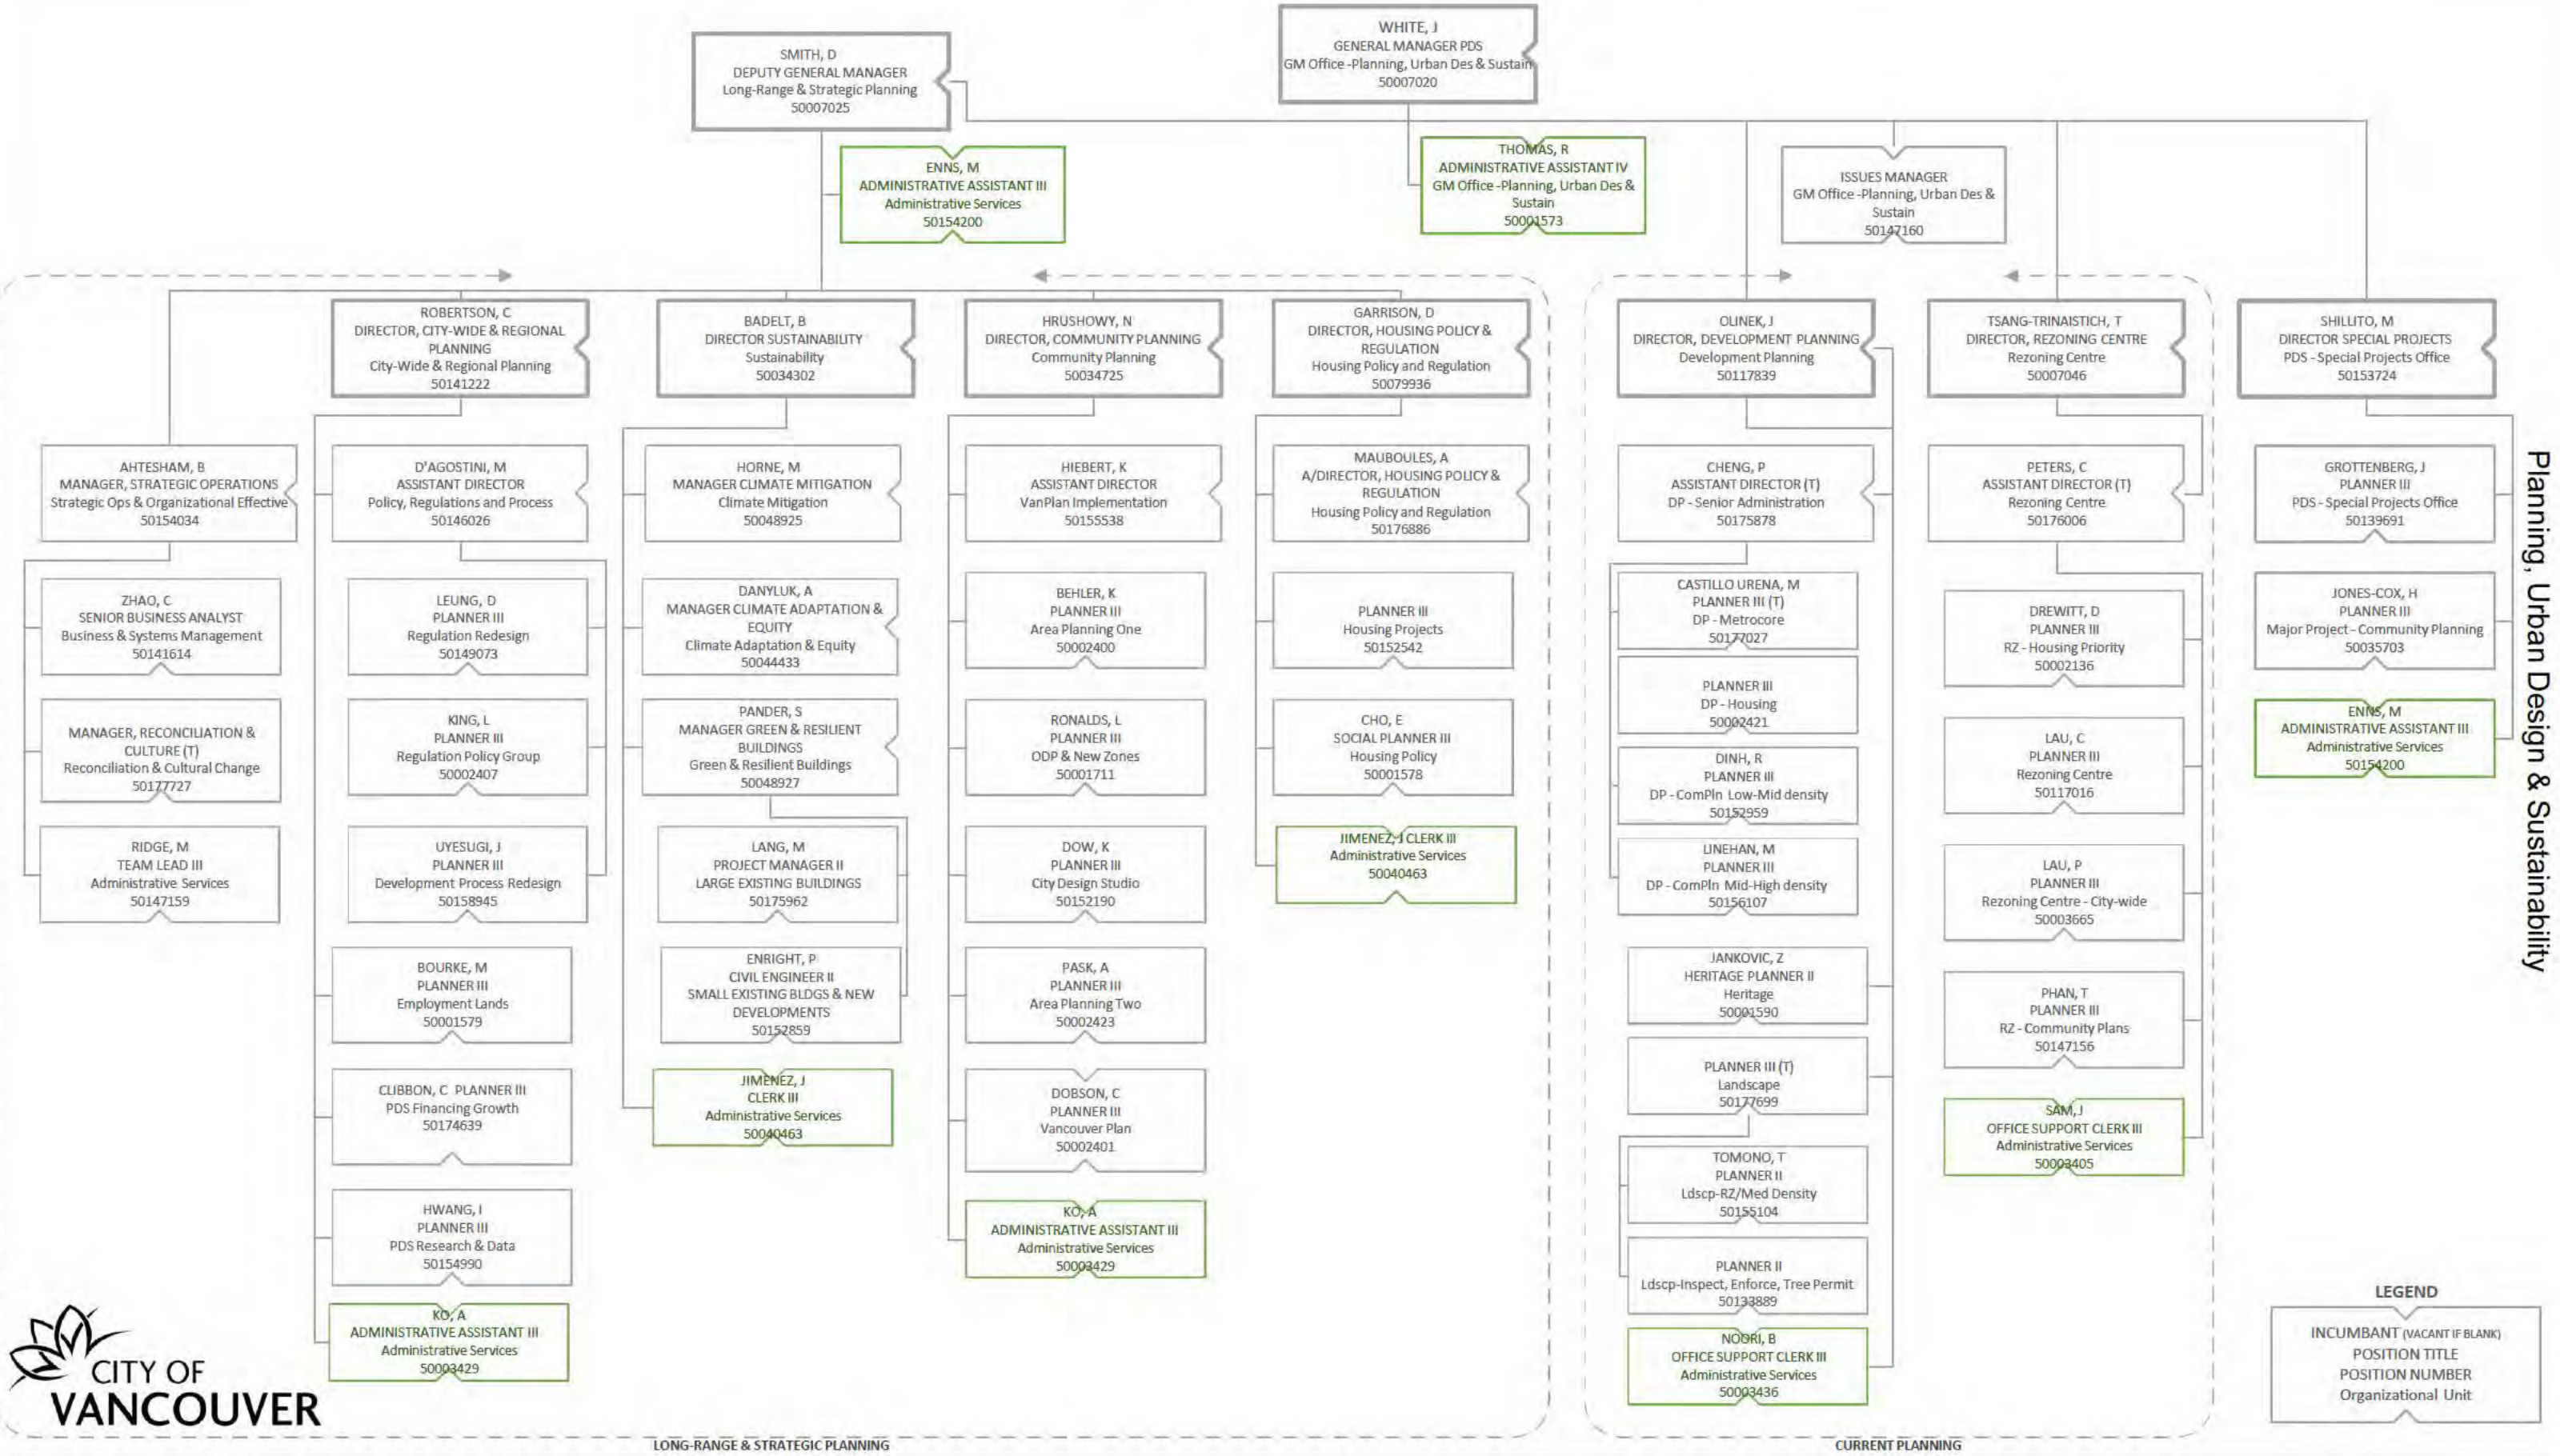 WHITE, J
GENERAL MANAGER PDS
GM Office -Planning, Urban Des & Sustain
50007020
SMITH, D
DEPUTY GENERAL MANAGER
Long-Range & Strategic Planning
50007025
ENNS, M
ADMINISTRATIVE ASSISTANT III
Administrative Services
50154200
THOMAS, R
ADMINISTRATIVE ASSISTANT IV
GM Office -Planning, Urban Des &
Sustain
50001573
ISSUES MANAGER
GM Office -Planning, Urban Des &
Sustain
50147160
ROBERTSON, C
DIRECTOR, CITY-WIDE & REGIONAL
PLANNING
City-Wide & Regional Planning
50141222
BADELT, B
DIRECTOR SUSTAINABILITY
Sustainability
50034302
HRUSHOWY, N
DIRECTOR, COMMUNITY PLANNING
Community Planning
50034725
GARRISON, D
DIRECTOR, HOUSING POLICY &
REGULATION
Housing Policy and Regulation
50079936
OLINEK, J
DIRECTOR, DEVELOPMENT PLANNING
Development Planning
50117839
TSANG-TRINAISTICH, T
DIRECTOR, REZONING CENTRE
Rezoning Centre
50007046
SHILLITO, M
DIRECTOR SPECIAL PROJECTS
PDS - Special Projects Office
50153724
AHTESHAM, B
MANAGER, STRATEGIC OPERATIONS
Strategic Ops & Organizational Effective
50154034
ZHAO, C
SENIOR BUSINESS ANALYST
Business & Systems Management
50141614
MANAGER, RECONCILIATION &
CULTURE (T)
Reconciliation & Cultural Change
50177727
RIDGE, M
TEAM LEAD III
Administrative Services
50147159
D'AGOSTINI, M
ASSISTANT DIRECTOR
Policy, Regulations and Process
50146026
LEUNG, D
PLANNER III
Regulation Redesign
50149073
KING, L
PLANNER III
Regulation Policy Group
50002407
UYESUGI, J
PLANNER III
Development Process Redesign
50158945
BOURKE, M
PLANNER III
Employment Lands
50001579
CLIBBON, C PLANNER III
PDS Financing Growth
50174639
HWANG, I
PLANNER III
PDS Research & Data
50154990
KO, A
ADMINISTRATIVE ASSISTANT III
Administrative Services
50003429
HORNE, M
MANAGER CLIMATE MITIGATION
Climate Mitigation
50048925
DANYLUK, A
MANAGER CLIMATE ADAPTATION &
EQUITY
Climate Adaptation & Equity
50044433
PANDER, S
MANAGER GREEN & RESILIENT
BUILDINGS
Green & Resilient Buildings
50048927
LANG, M
PROJECT MANAGER II
LARGE EXISTING BUILDINGS
50175962
ENRIGHT, P
CIVIL ENGINEER II
SMALL EXISTING BLDGS & NEW
DEVELOPMENTS
50152859
JIMENEZ, J
CLERK III
Administrative Services
50040463
HIEBERT, K
ASSISTANT DIRECTOR
VanPlan Implementation
50155538
BEHLER, K
PLANNER III
Area Planning One
50002400
RONALDS, L
PLANNER III
ODP & New Zones
50001711
DOW, K
PLANNER III
City Design Studio
50152190
PASK, A
PLANNER III
Area Planning Two
50002423
DOBSON, C
PLANNER III
Vancouver Plan
50002401
KO, A
ADMINISTRATIVE ASSISTANT III
Administrative Services
50003429
MAUBOULES, A
A/DIRECTOR, HOUSING POLICY &
REGULATION
Housing Policy and Regulation
50176886
PLANNER III
Housing Projects
50152542
CHO, E
SOCIAL PLANNER III
Housing Policy
50001578
JIMENEZ, J CLERK III
Administrative Services
50040463
CHENG, P
ASSISTANT DIRECTOR (T)
DP - Senior Administration
50175878
CASTILLO URENA, M
PLANNER III (T)
DP - Metrocore
50177027
PLANNER III
DP - Housing
50002421
DINH, R
PLANNER III
DP - ComPln Low-Mid density
50152959
LINEHAN, M
PLANNER III
DP - ComPln Mid-High density
50156107
JANKOVIC, Z
HERITAGE PLANNER II
Heritage
50001590
PLANNER III (T)
Landscape
50177699
TOMONO, T
PLANNER II
Ldscp-RZ/Med Density
50155104
PLANNER II
Ldscp-Inspect, Enforce, Tree Permit
50133889
NOORI, B
OFFICE SUPPORT CLERK III
Administrative Services
50003436
PETERS, C
ASSISTANT DIRECTOR (T)
Rezoning Centre
50176006
DREWITT, D
PLANNER III
RZ - Housing Priority
50002136
LAU, C
PLANNER III
Rezoning Centre
50117016
LAU, P
PLANNER III
Rezoning Centre - City-wide
50003665
PHAN, T
PLANNER III
RZ - Community Plans
50147156
SAM, J
OFFICE SUPPORT CLERK III
Administrative Services
50003405
GROTTENBERG, J
PLANNER III
PDS - Special Projects Office
50139691
JONES-COX, H
PLANNER III
Major Project - Community Planning
50035703
ENNS, M
ADMINISTRATIVE ASSISTANT III
Administrative Services
50154200
Planning, Urban Design & Sustainability
LEGEND
INCUMBANT (VACANT IF BLANK)
POSITION TITLE
POSITION NUMBER
Organizational Unit
CITY OF
VANCOUVER
LONG-RANGE & STRATEGIC PLANNING
CURRENT PLANNING